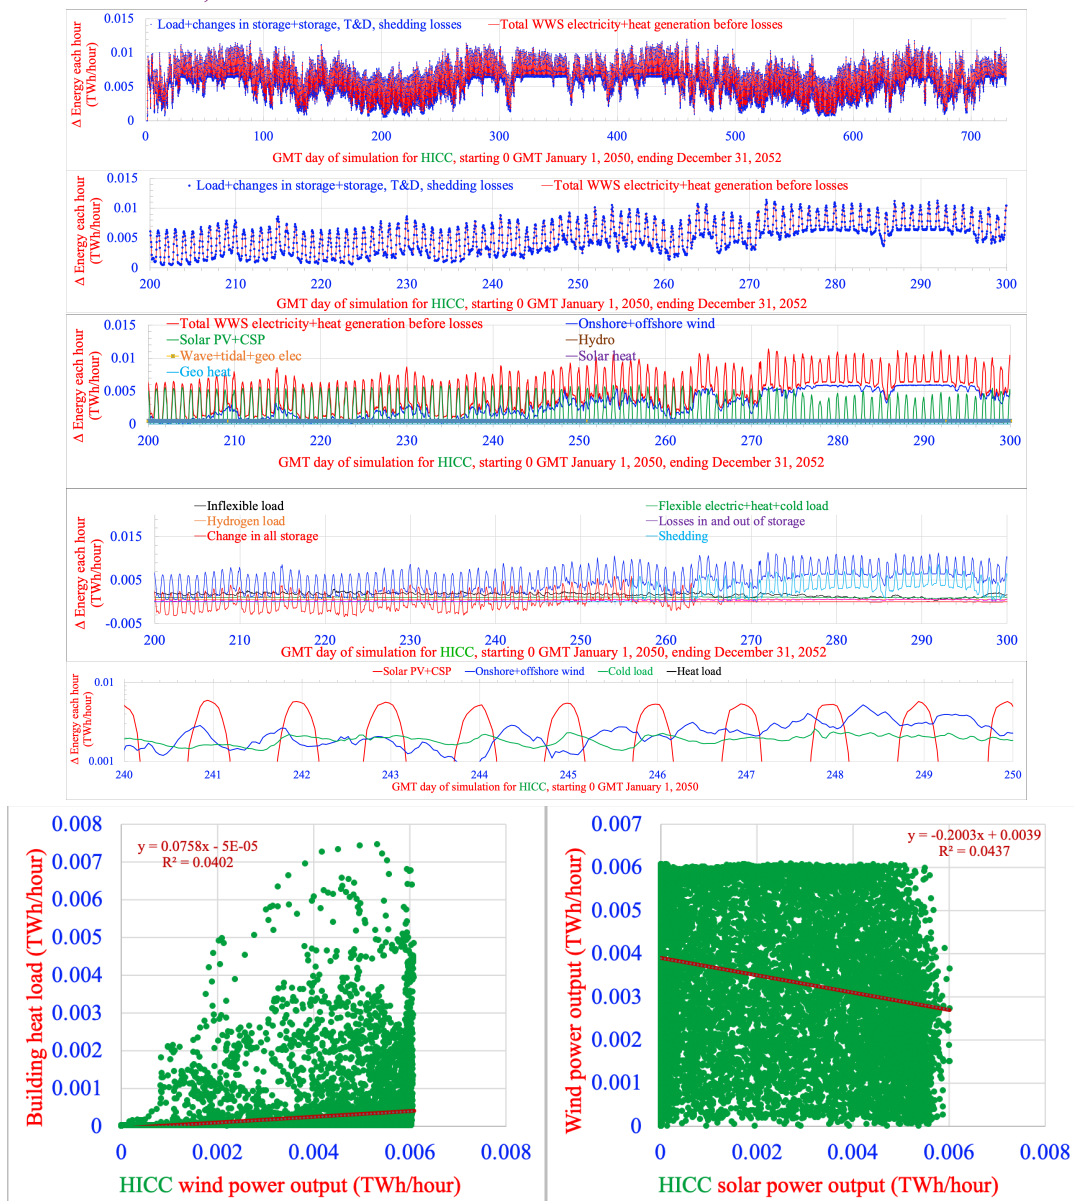 0.015
Load+changes in storage+storage, T&D, shedding losses
Total WWS electricity+heat generation before losses
0.01
0.005
0
Δ Energy each hour
(TWh/hour)
0 100 200 300 400 500 600 700
GMT day of simulation for HICC, starting 0 GMT January 1, 2050, ending December 31, 2052
0.015
Load+changes in storage+storage, T&D, shedding losses
Total WWS electricity+heat generation before losses
0.01
0.005
0
Δ Energy each hour
(TWh/hour)
200 210 220 230 240 250 260 270 280 290 300
GMT day of simulation for HICC, starting 0 GMT January 1, 2050, ending December 31, 2052
0.015
Total WWS electricity+heat generation before losses
Onshore+offshore wind
Solar PV+CSP
Hydro
Wave+tidal+geo elec
Solar heat
Geo heat
0.01
0.005
0
Δ Energy each hour
(TWh/hour)
200 210 220 230 240 250 260 270 280 290 300
GMT day of simulation for HICC, starting 0 GMT January 1, 2050, ending December 31, 2052
Inflexible load
Flexible electric+heat+cold load
Hydrogen load
Losses in and out of storage
Change in all storage
Shedding
0.015
0.005
-0.005
Δ Energy each hour
(TWh/hour)
200 210 220 230 240 250 260 270 280 290 300
GMT day of simulation for HICC, starting 0 GMT January 1, 2050, ending December 31, 2052
Solar PV+CSP Onshore+offshore wind Cold load Heat load
0.01
0.001
Δ Energy each hour
(TWh/hour)
240 241 242 243 244 245 246 247 248 249 250
GMT day of simulation for HICC, starting 0 GMT January 1, 2050
y = 0.0758x - 5E-05
R² = 0.0402
0.008
0.007
0.006
0.005
0.004
0.003
0.002
0.001
0
Building heat load (TWh/hour)
0 0.002 0.004 0.006 0.008
HICC wind power output (TWh/hour)
y = -0.2003x + 0.0039
R² = 0.0437
0.007
0.006
0.005
0.004
0.003
0.002
0.001
0
Wind power output (TWh/hour)
0 0.002 0.004 0.006 0.008
HICC solar power output (TWh/hour)